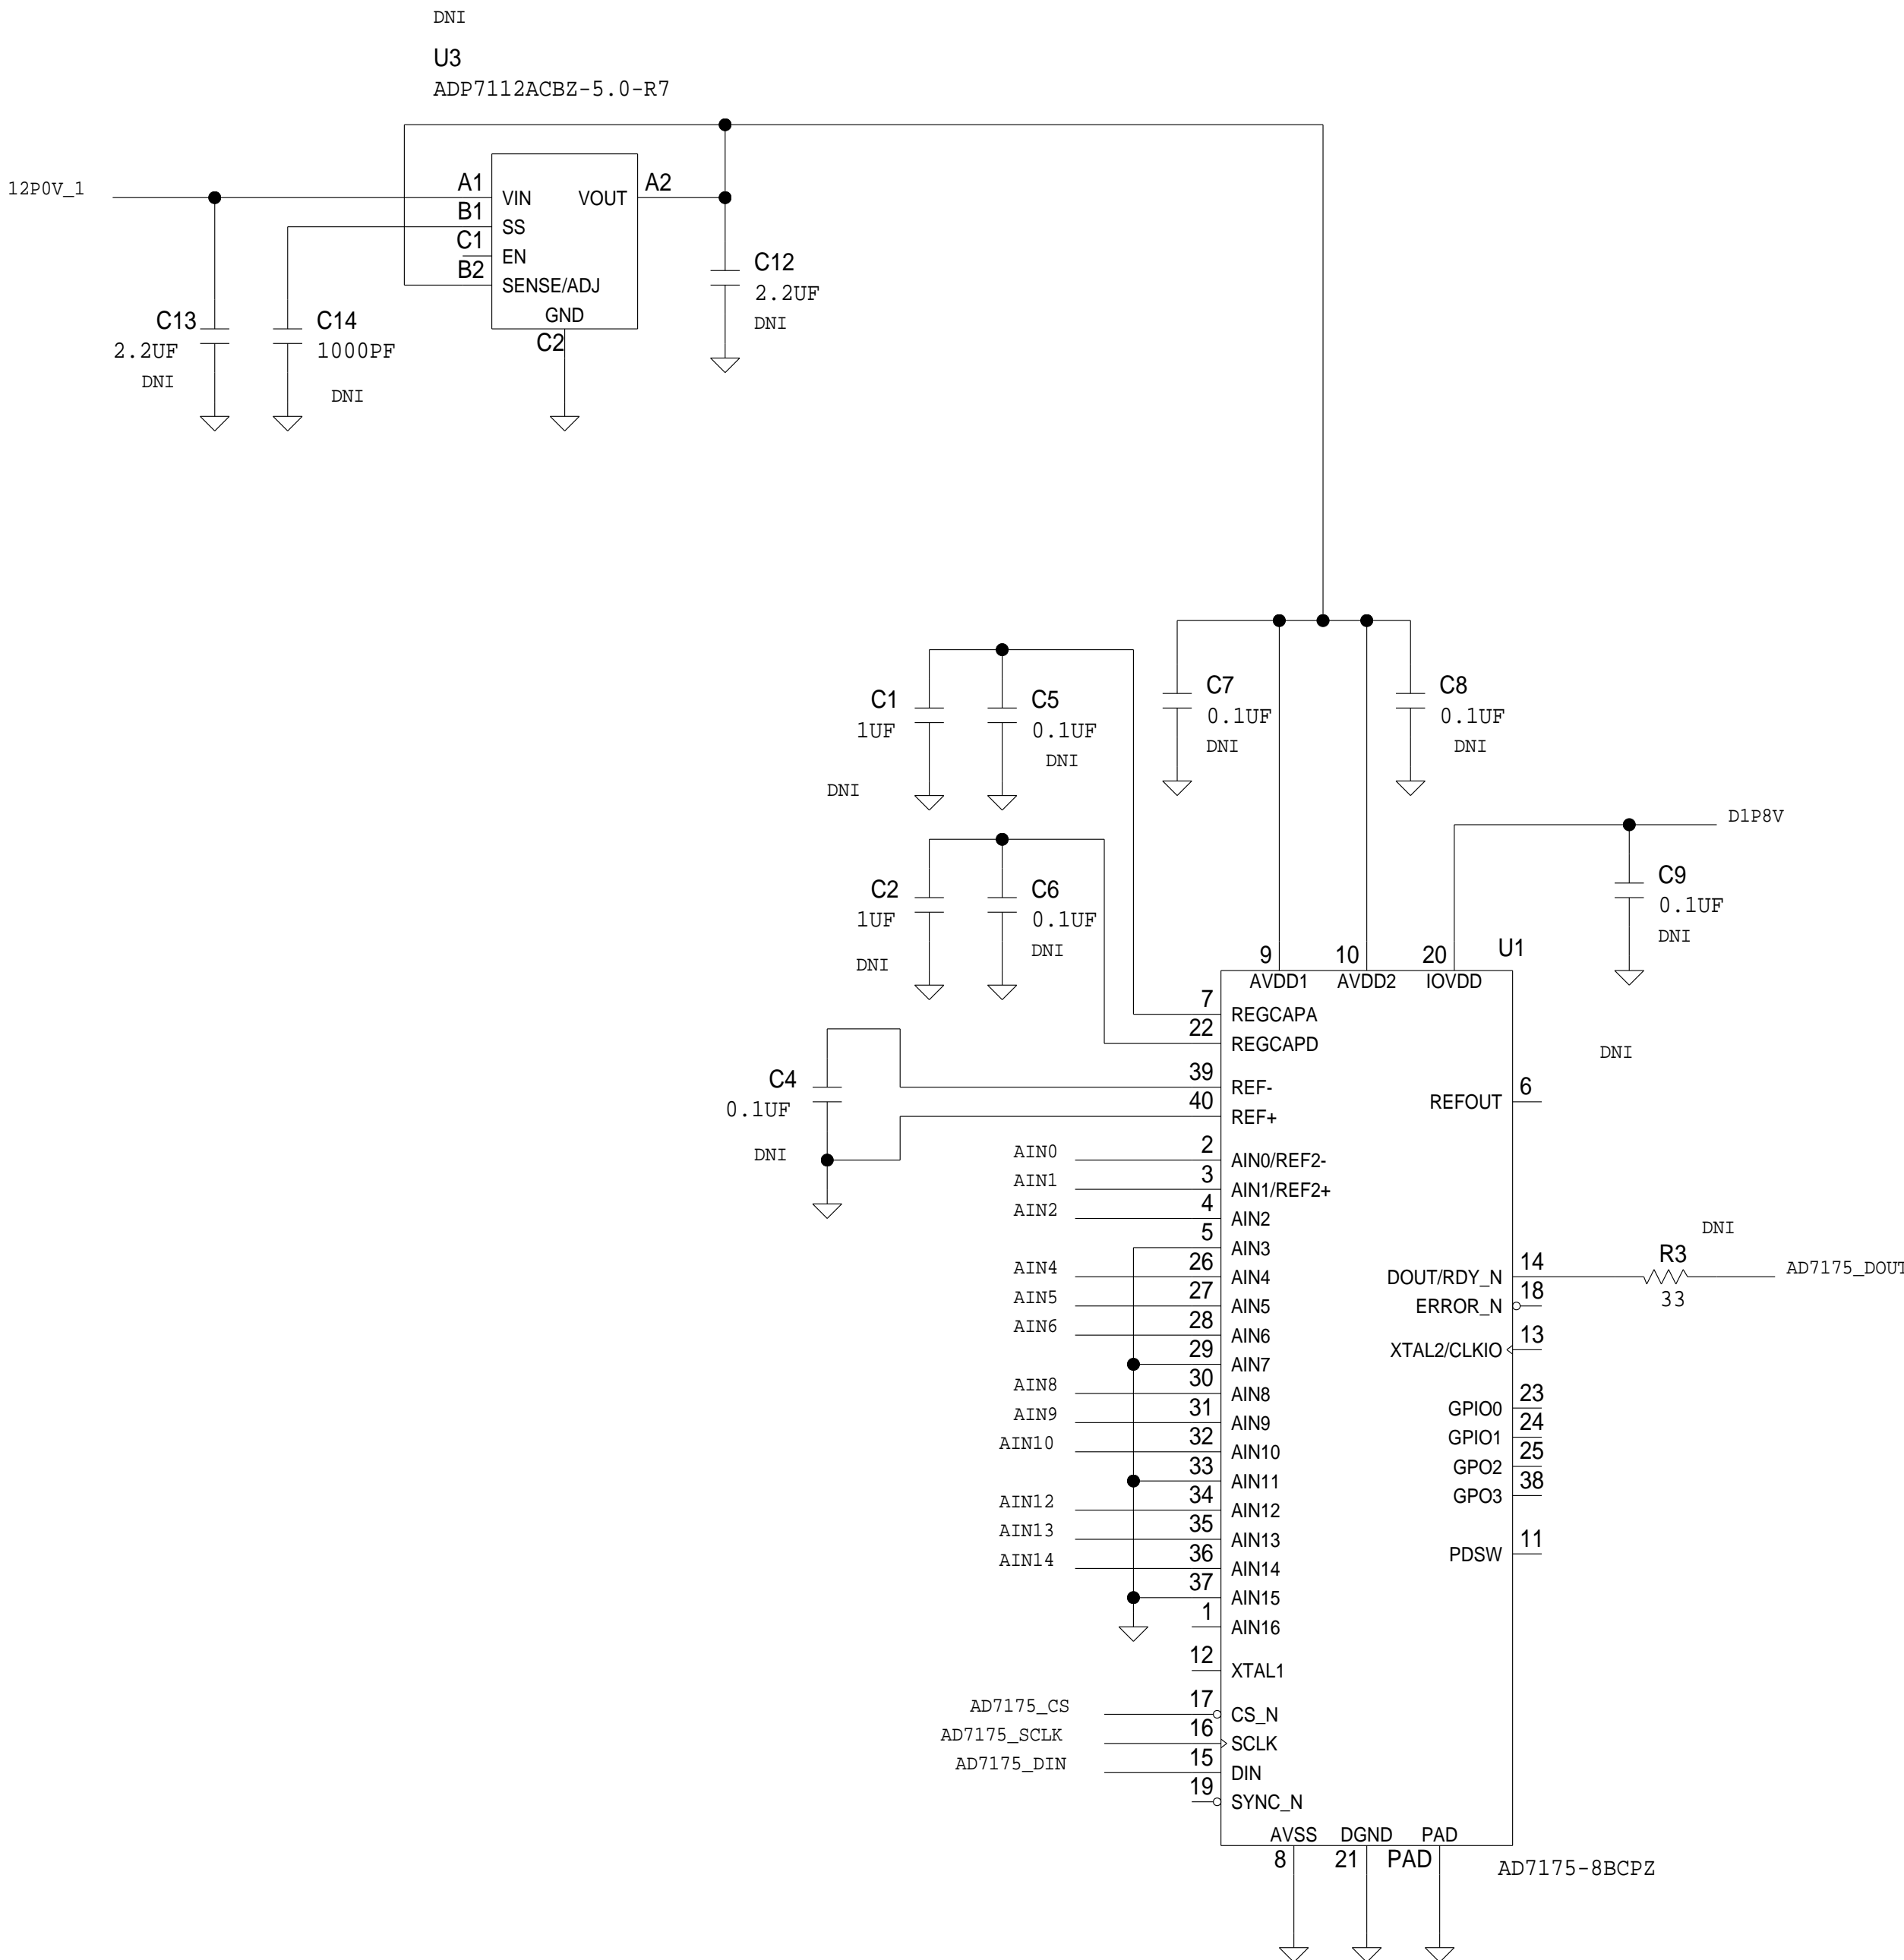 DNI
U3
ADP7112ACBZ-5.0-R7
12P0V_1
A1
VIN
VOUT
A2
B1
SS
C1
EN
B2
SENSE/ADJ
GND
C2
C12
2.2UF
DNI
C13
2.2UF
DNI
C14
1000PF
DNI
C1
1UF
DNI
C5
0.1UF
DNI
C7
0.1UF
DNI
C8
0.1UF
DNI
D1P8V
C2
1UF
DNI
C6
0.1UF
DNI
C9
0.1UF
DNI
U1
9
10
20
AVDD1
AVDD2
IOVDD
7
REGCAPA
22
REGCAPD
DNI
C4
0.1UF
DNI
39
REF-
40
REF+
REFOUT
6
AIN0
2
AIN0/REF2-
AIN1
3
AIN1/REF2+
AIN2
4
AIN2
5
AIN3
AIN4
26
AIN4
AIN5
27
AIN5
AIN6
28
AIN6
29
AIN7
AIN8
30
AIN8
AIN9
31
AIN9
AIN10
32
AIN10
33
AIN11
AIN12
34
AIN12
AIN13
35
AIN13
AIN14
36
AIN14
37
AIN15
1
AIN16
12
XTAL1
DNI
R3
33
DOUT/RDY_N
14
AD7175_DOUT
ERROR_N
18
XTAL2/CLKIO
13
GPIO0
23
GPIO1
24
GPO2
25
GPO3
38
PDSW
11
AD7175_CS
17
CS_N
AD7175_SCLK
16
SCLK
AD7175_DIN
15
DIN
19
SYNC_N
AVSS
DGND
PAD
8
21
PAD
AD7175-8BCPZ